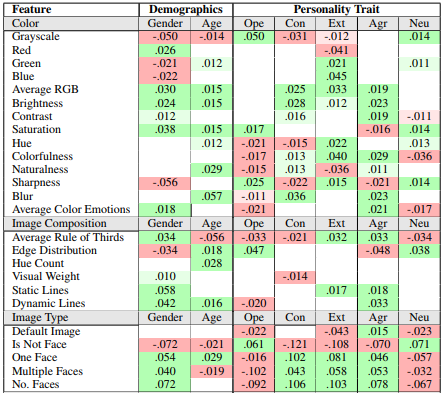 Feature Demographics Personality Trait
Color Gender Age Ope Con Ext Agr Neu
Grayscale -.050 -.014 .050 -.031 -.012 .014
Red .026 -.041
Green -.021 .012 .021 .011
Blue -.022 .045
Average RGB .030 .015 .025 .033 .019
Brightness .024 .015 .028 .012 .023
Contrast .012 .016 .019 -.011
Saturation .038 .015 .017 -.016 .014
Hue .012 -.021 -.015 .022 .013
Colorfulness -.017 .013 .040 .029 -.036
Naturalness .029 -.015 .013 -.036 .011
Sharpness -.056 .025 -.022 .015 -.021 .014
Blur .057 -.011 .036 .023
Average Color Emotions .018 -.021 .021 -.017
Image Composition Gender Age Ope Con Ext Agr Neu
Average Rule of Thirds .034 -.056 -.033 -.021 .032 .033 -.034
Edge Distribution -.034 .018 .047 -.048 .038
Hue Count .028
Visual Weight .010 -.014
Static Lines .058 .017 .018
Dynamic Lines .042 .016 -.020 .033
Image Type Gender Age Ope Con Ext Agr Neu
Default Image -.022 -.043 .015 -.023
Is Not Face -.072 -.021 .061 -.121 -.108 -.070 .071
One Face .054 .029 -.016 .102 .081 .046 -.057
Multiple Faces .040 -.019 -.102 .043 .058 .053 -.032
No. Faces .072 -.092 .106 .103 .078 -.067